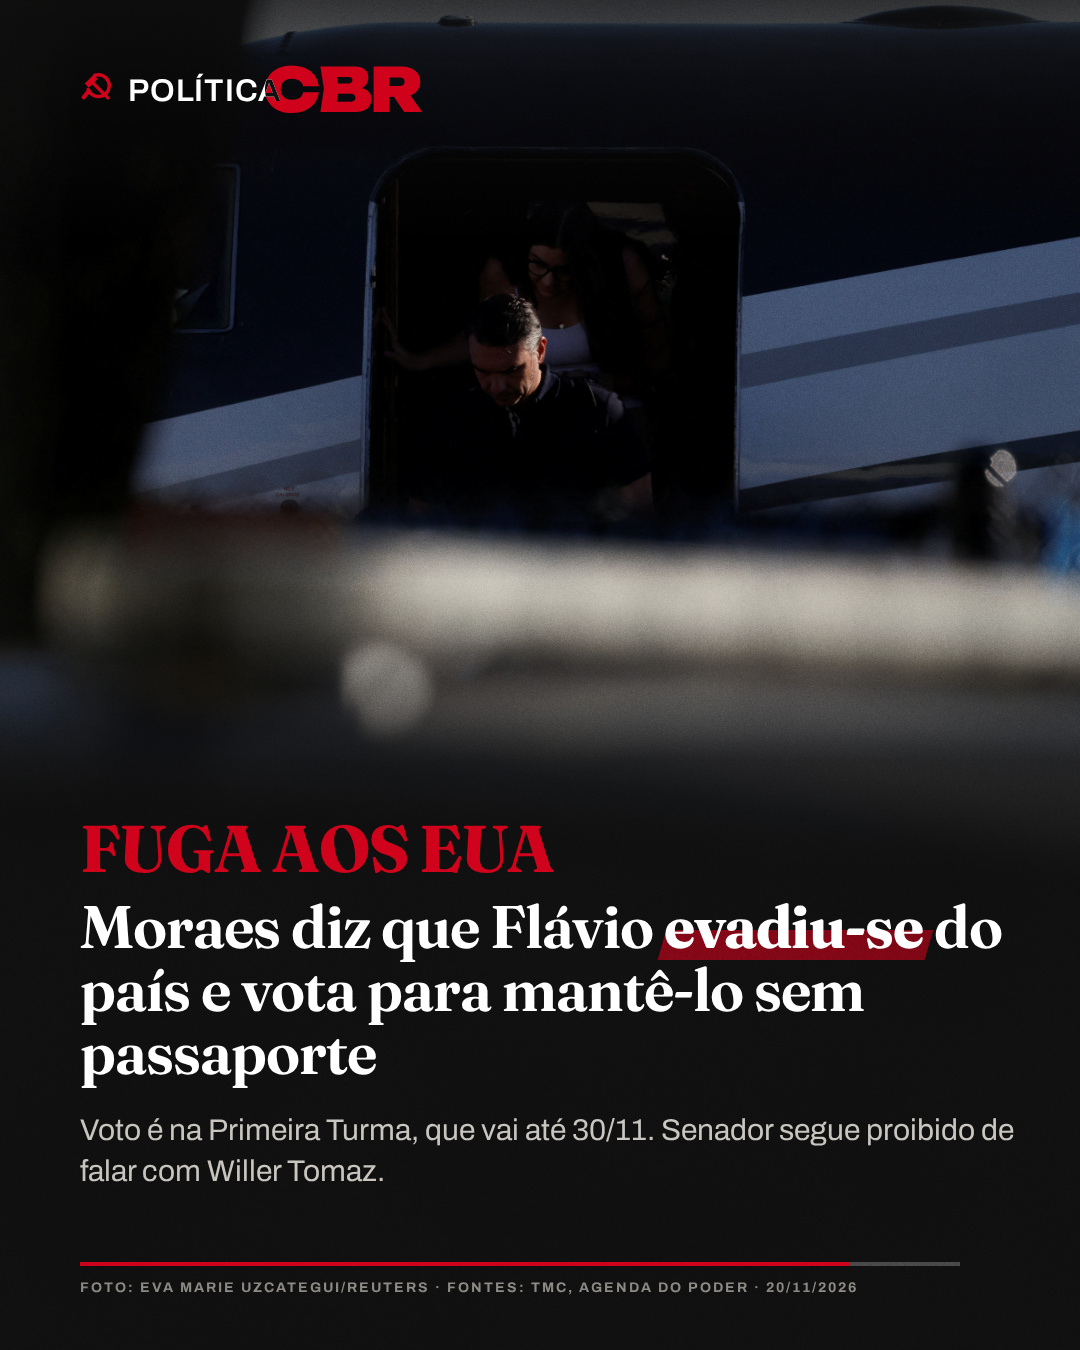 POLÍTICACBR
FUGA AOS EUA
Moraes diz que Flávio evadiu-se do
país e vota para mantê-lo sem
passaporte
Voto é na Primeira Turma, que vai até 30/11. Senador segue proibido de
falar com Willer Tomaz.
FOTO: EVA MARIE UZCATEGUI/REUTERS · FONTES: TMC, AGENDA DO PODER · 20/11/2026